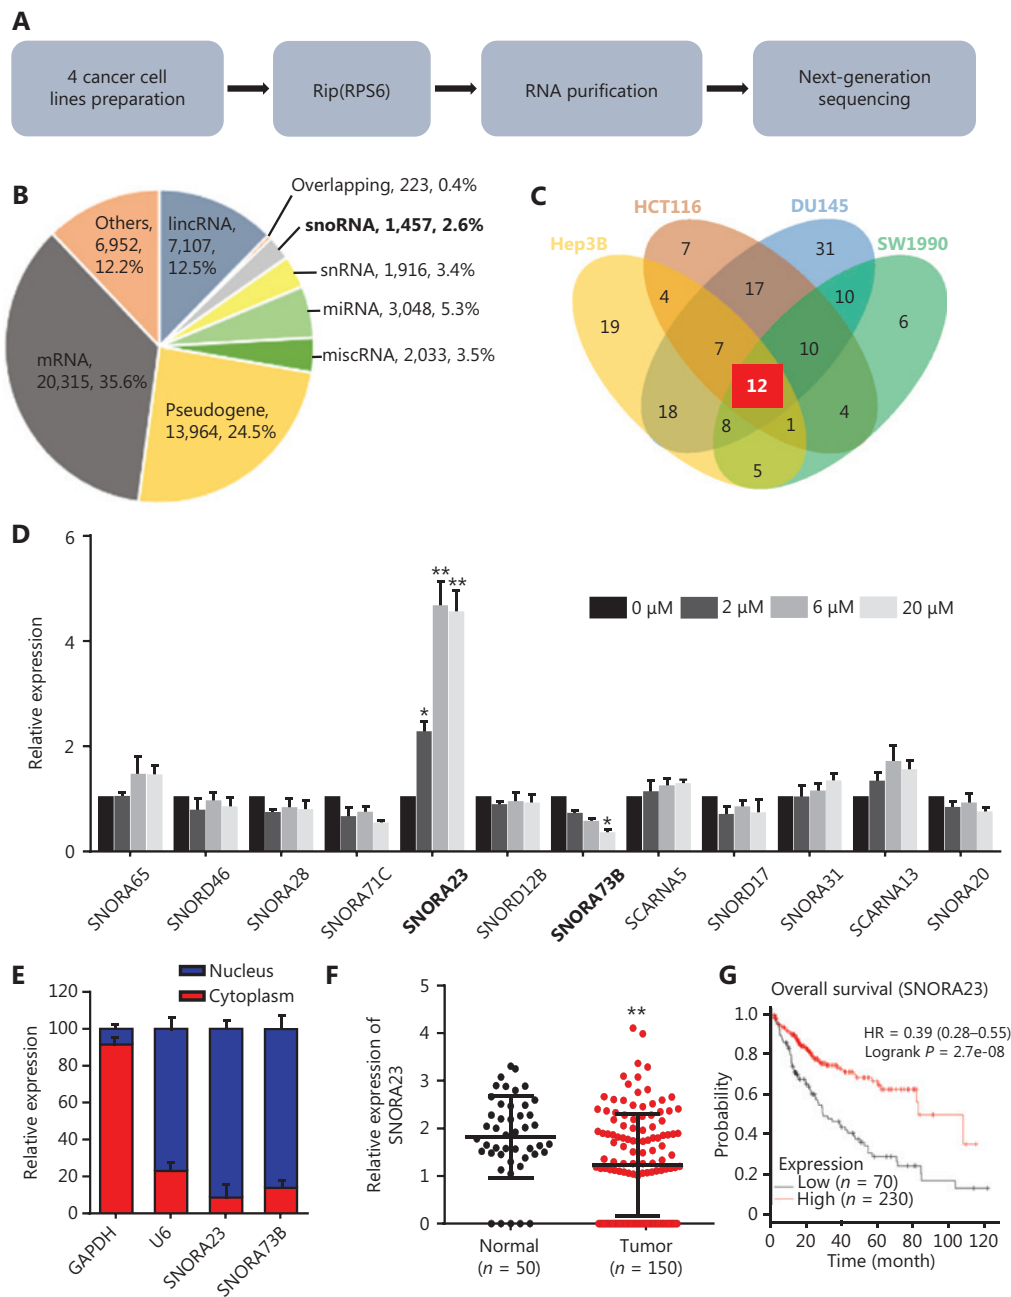 A
4 cancer cell
lines preparation
Rip(RPS6)
RNA purification
Next-generation
sequencing
B
Overlapping, 223, 0.4%
snoRNA, 1,457, 2.6%
snRNA, 1,916, 3.4%
miRNA, 3,048, 5.3%
miscRNA, 2,033, 3.5%
Others,
6,952,
12.2%
lincRNA,
7,107,
12.5%
mRNA,
20,315, 35.6%
Pseudogene,
13,964, 24.5%
C
HCT116
DU145
Hep3B
SW1990
7
31
4
17
10
19
6
7
10
12
18
8
1
4
5
D
Relative expression
6
4
2
0
**
**
*
*
0 μM
2 μM
6 μM
20 μM
SNORA65
SNORD46
SNORA28
SNORA71C
SNORA23
SNORD12B
SNORA73B
SCARNA5
SNORD17
SNORA31
SCARNA13
SNORA20
E
Nucleus
Cytoplasm
Relative expression
120
100
80
60
40
20
0
GAPDH
U6
SNORA23
SNORA73B
F
Relative expression of
SNORA23
5
4
3
2
1
0
**
Normal
(n = 50)
Tumor
(n = 150)
G
Overall survival (SNORA23)
HR = 0.39 (0.28–0.55)
Logrank P = 2.7e-08
Probability
1.0
0.8
0.6
0.4
0.2
0
Expression
Low (n = 70)
High (n = 230)
0 20 40 60 80 100 120
Time (month)